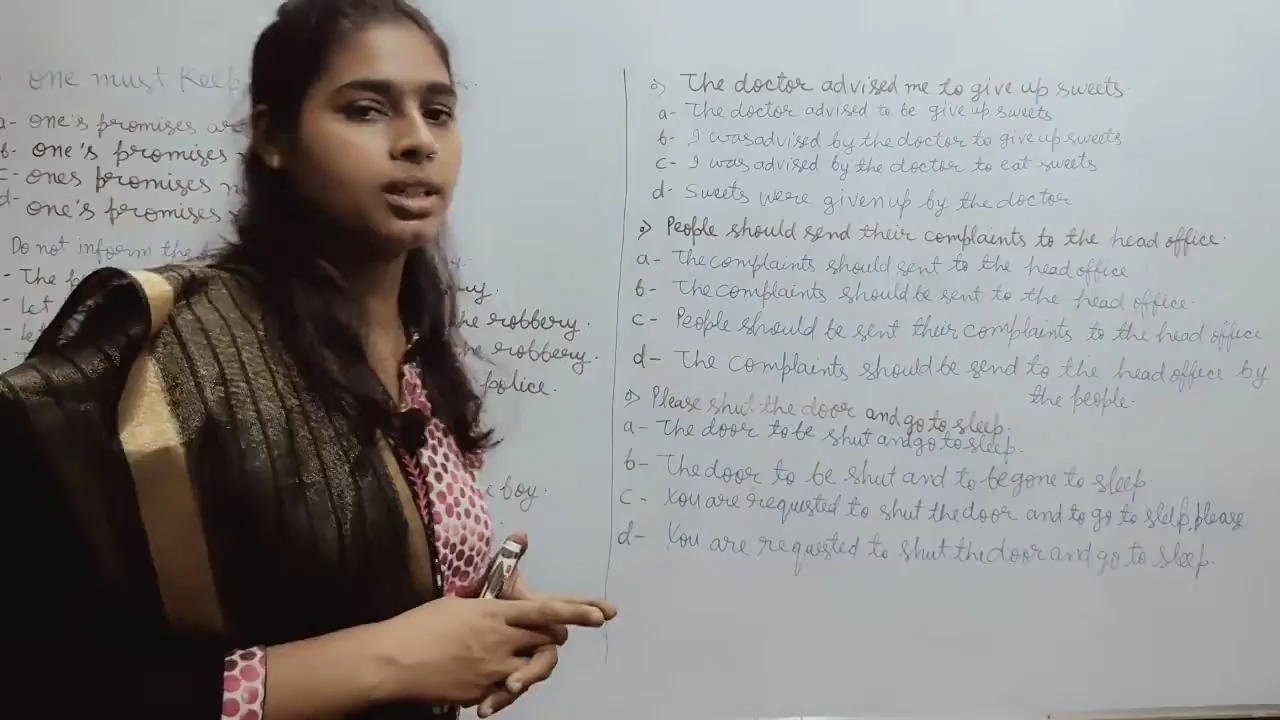 one must Keep
a- one's promises are
b- one's promises
c- ones promises
d- one's promises
Do not inform the
- The
- Let
the robbery.
the robbery.
police.
boy.
The doctor advised me to give up sweets.
a- The doctor advised to be give up sweets
b- I was advised by the doctor to give up sweets
c- I was advised by the doctor to eat sweets
d- Sweets were given up by the doctor
People should send their complaints to the head office.
a- The complaints should sent to the head office
b- The complaints should be sent to the head office.
c- People should be sent their complaints to the head office
d- The complaints should be send to the head office by
the people.
Please shut the door and go to sleep.
a- The door to be shut and go to sleep.
b- The door to be shut and to be gone to sleep.
c- You are requested to shut the door and to go to sleep, please
d- You are requested to shut the door and go to sleep.